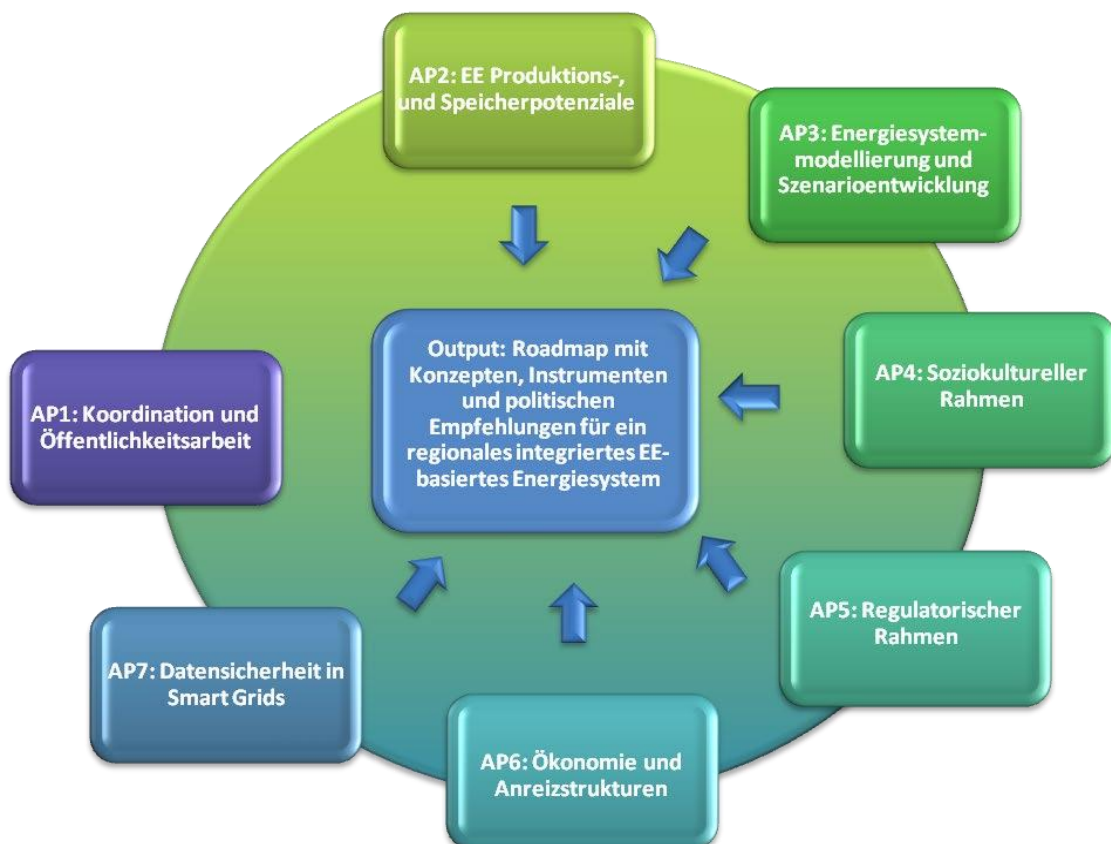 AP2: EE Produktions-,
und Speicherpotenziale
AP3: Energiesystem-
modellierung und
Szenarioentwicklung
Output: Roadmap mit
Konzepten, Instrumenten
und politischen
Empfehlungen für ein
regionales integriertes EE-
basiertes Energiesystem
AP4: Soziokultureller
Rahmen
AP1: Koordination und
Öffentlichkeitsarbeit
AP5: Regulatorischer
Rahmen
AP7: Datensicherheit in
Smart Grids
AP6: Ökonomie und
Anreizstrukturen